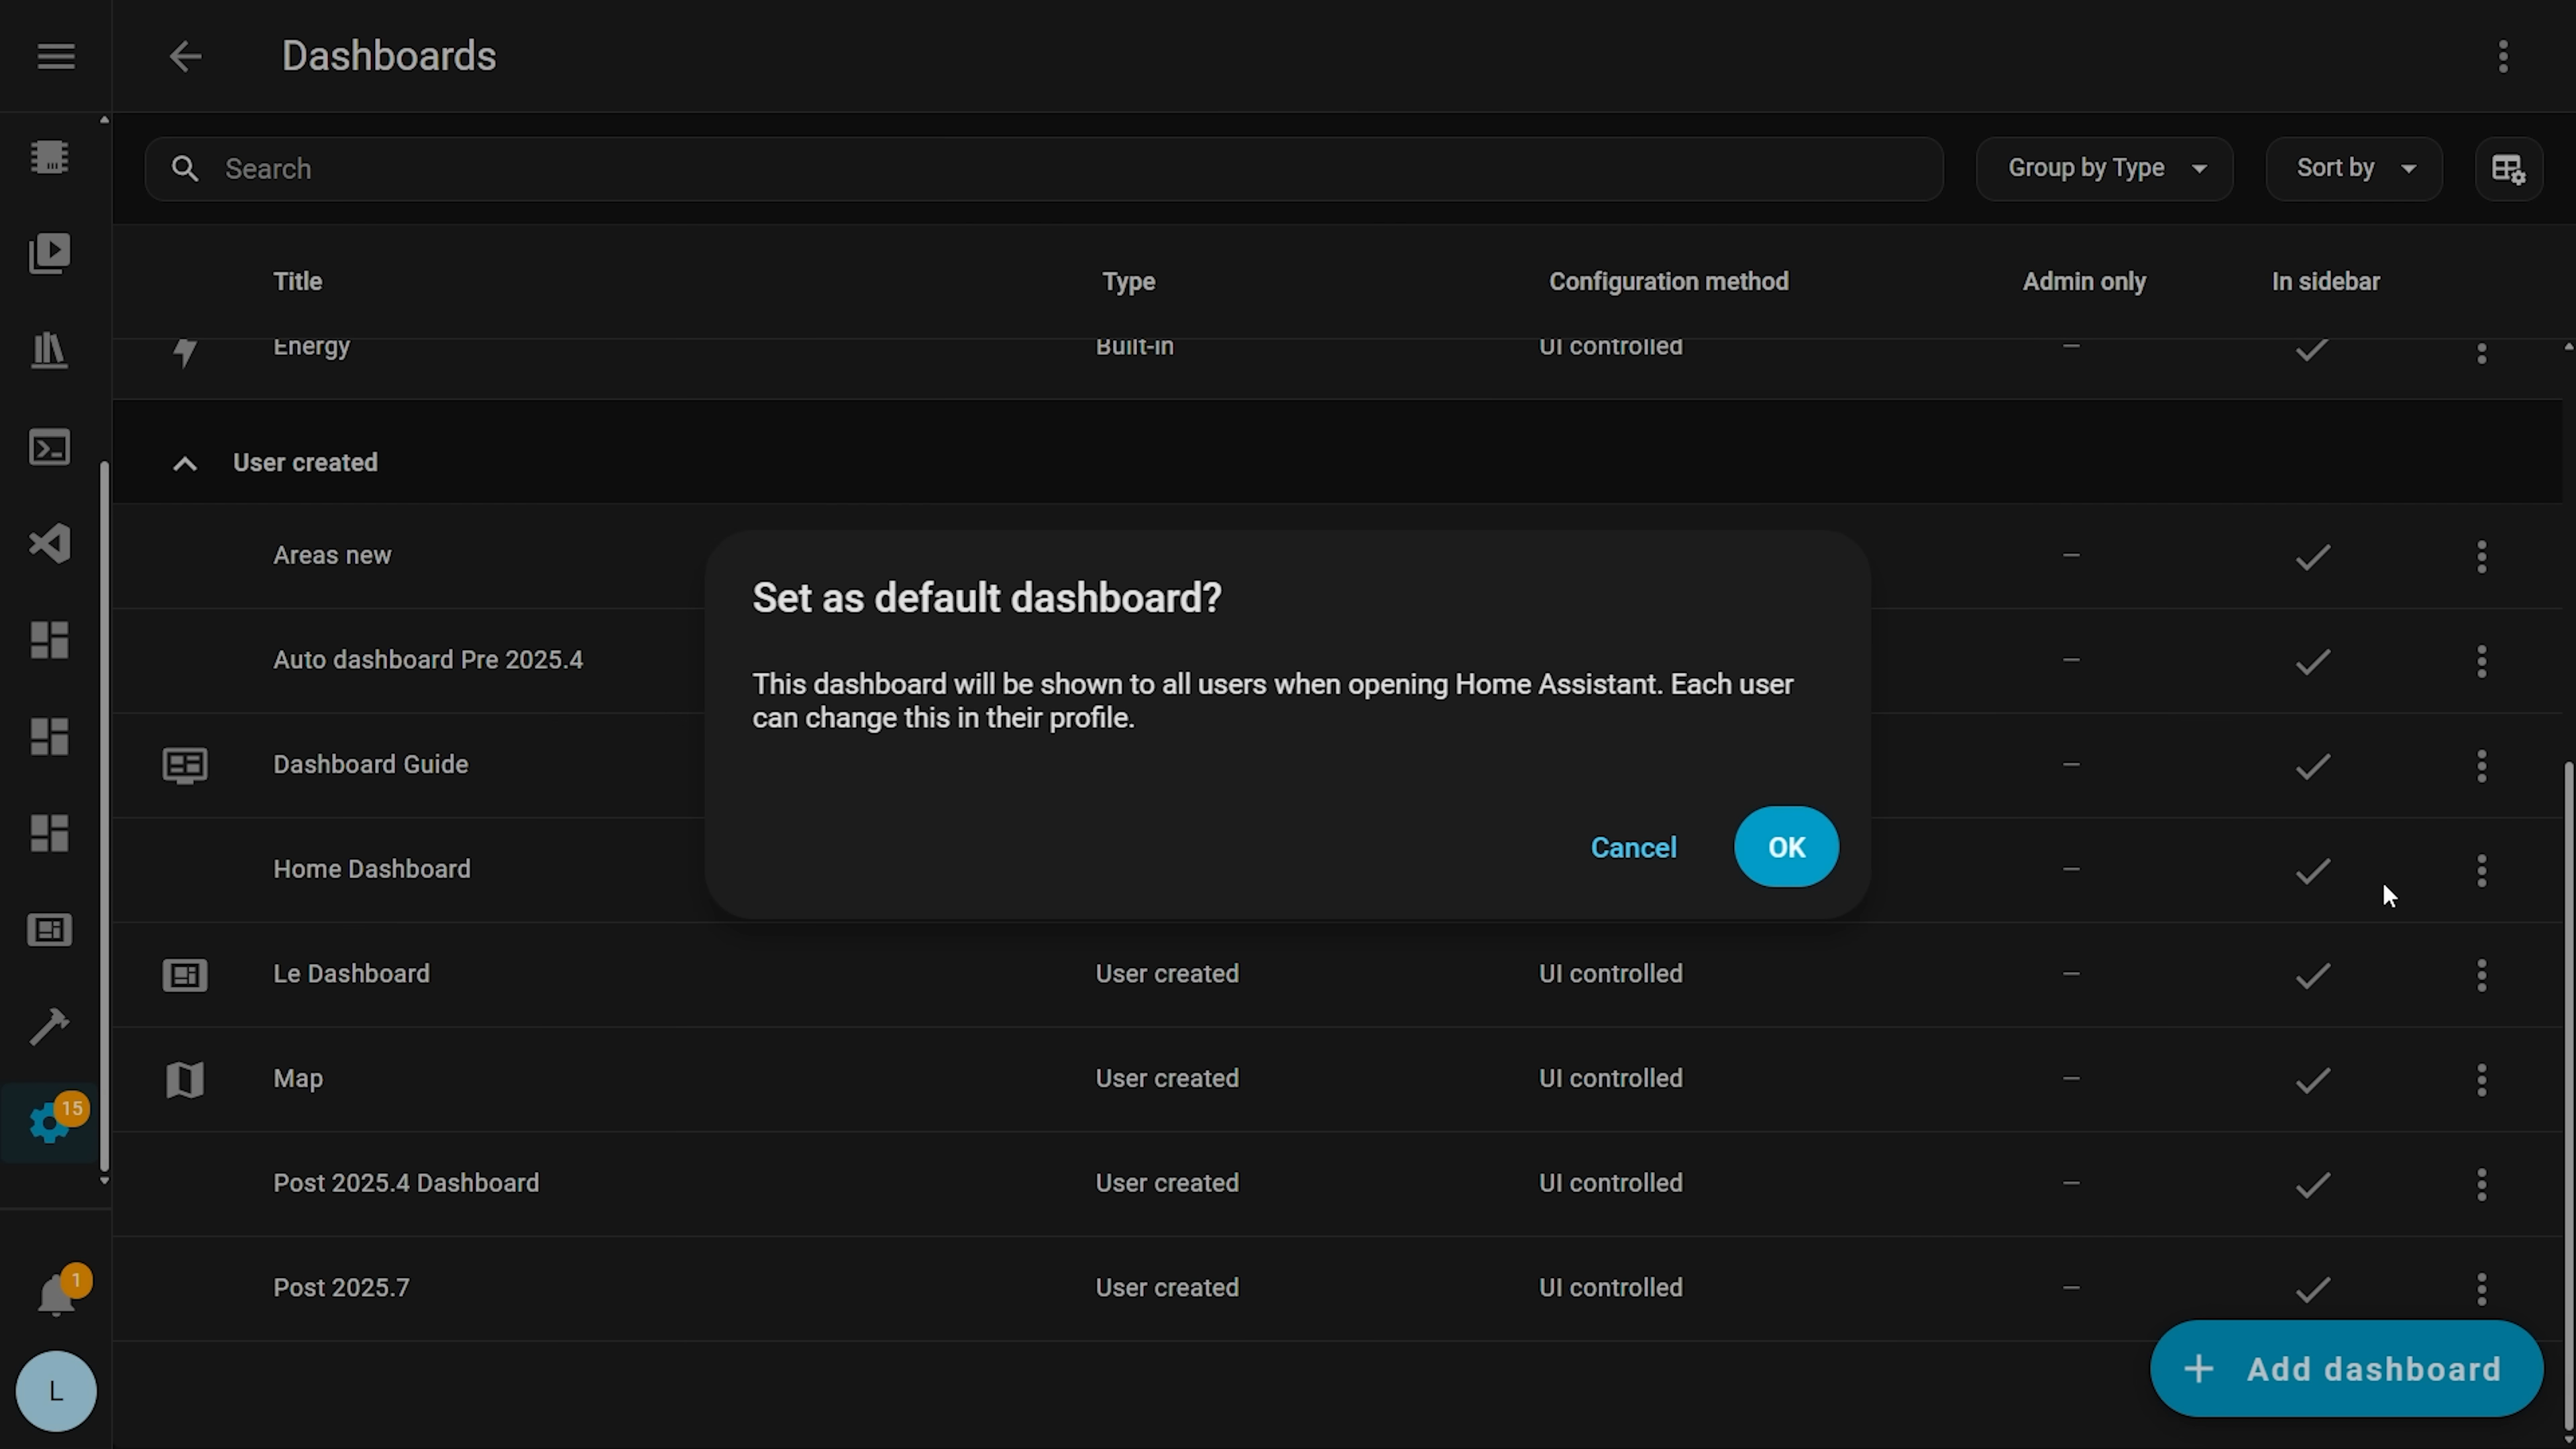 Dashboards
Search
Group by Type
Sort by
Title
Type
Configuration method
Admin only
In sidebar
Energy
Built-in
UI controlled
–
User created
Areas new
–
Auto dashboard Pre 2025.4
–
Dashboard Guide
–
Home Dashboard
–
Set as default dashboard?
This dashboard will be shown to all users when opening Home Assistant. Each user
can change this in their profile.
Cancel
OK
Le Dashboard
User created
UI controlled
–
Map
User created
UI controlled
–
15
Post 2025.4 Dashboard
User created
UI controlled
–
Post 2025.7
User created
UI controlled
–
1
L
+ Add dashboard